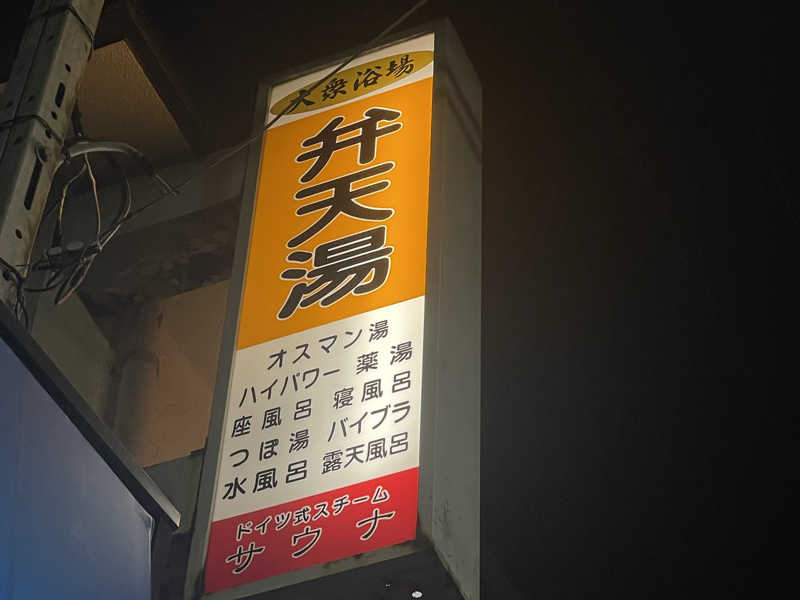 大衆浴場
弁天湯
オスマン湯
ハイパワー 薬湯
座風呂 寝風呂
つぼ湯 バイブラ
水風呂 露天風呂
ドイツ式スチーム
サウナ